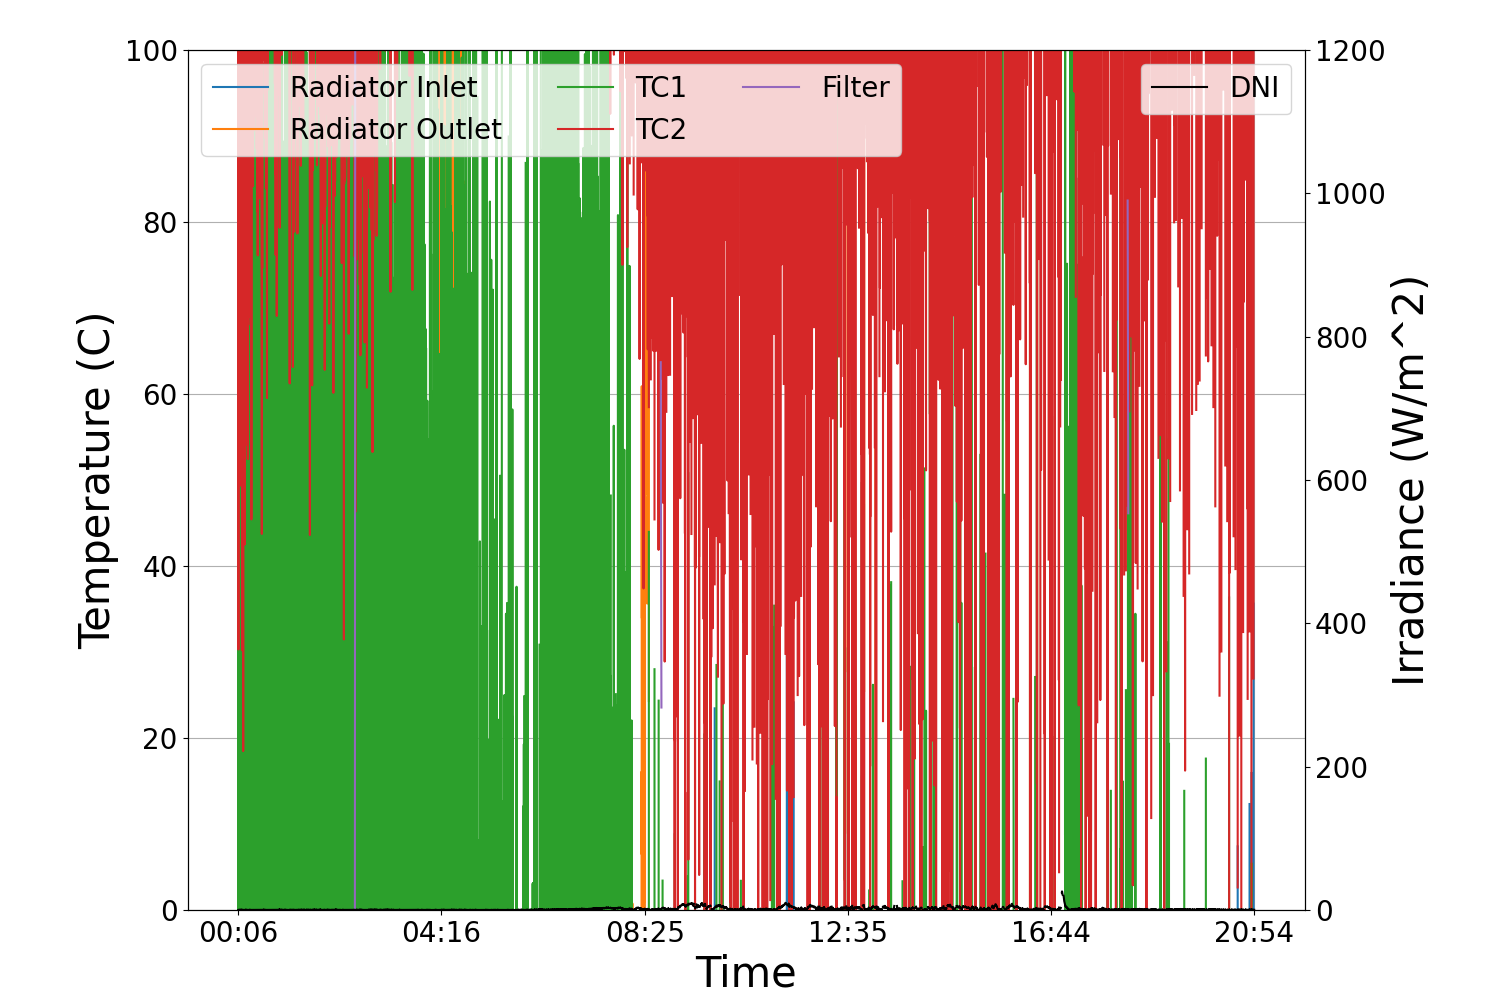 100
80
60
40
20
0
Temperature (C)
Radiator Inlet
Radiator Outlet
TC1
TC2
Filter
DNI
1200
1000
800
600
400
200
0
Irradiance (W/m^2)
00:06 04:16 08:25 12:35 16:44 20:54
Time